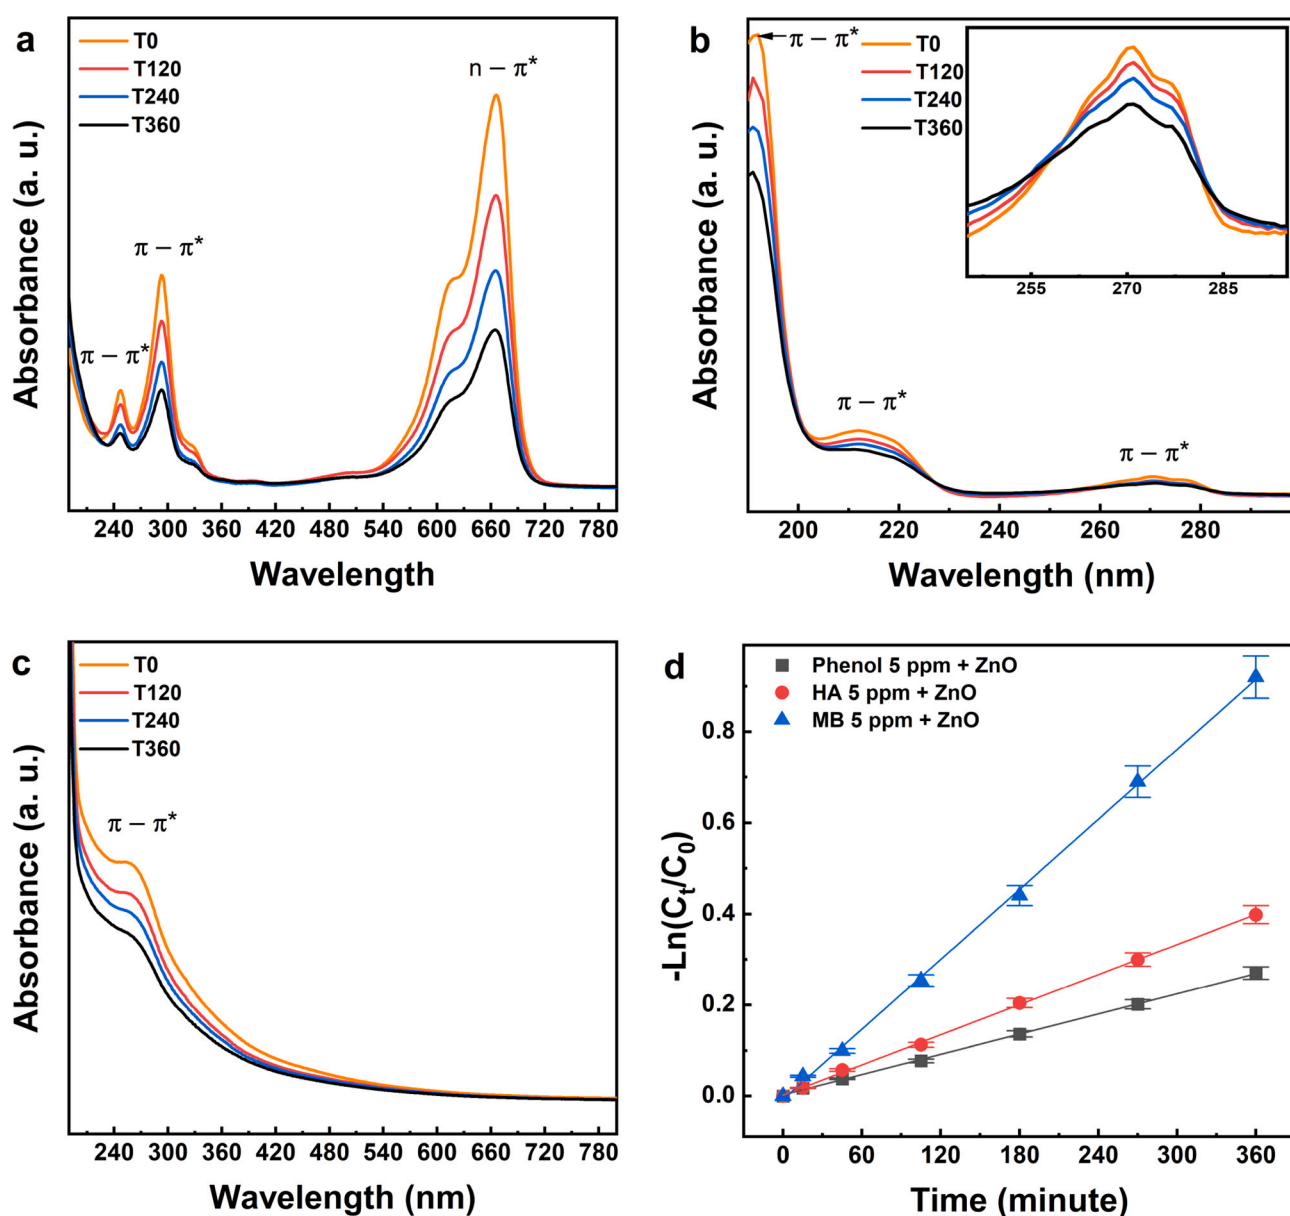 a
T0
T120
T240
T360
n – π*
π – π*
π – π*
Absorbance (a. u.)
240 300 360 420 480 540 600 660 720 780
Wavelength
b
π – π*
T0
T120
T240
T360
255 270 285
π – π*
π – π*
Absorbance (a. u.)
200 220 240 260 280
Wavelength (nm)
c
T0
T120
T240
T360
π – π*
Absorbance (a. u.)
240 300 360 420 480 540 600 660 720 780
Wavelength (nm)
d
Phenol 5 ppm + ZnO
HA 5 ppm + ZnO
MB 5 ppm + ZnO
-Ln(Cₜ/C₀)
0.8
0.6
0.4
0.2
0.0
0 60 120 180 240 300 360
Time (minute)